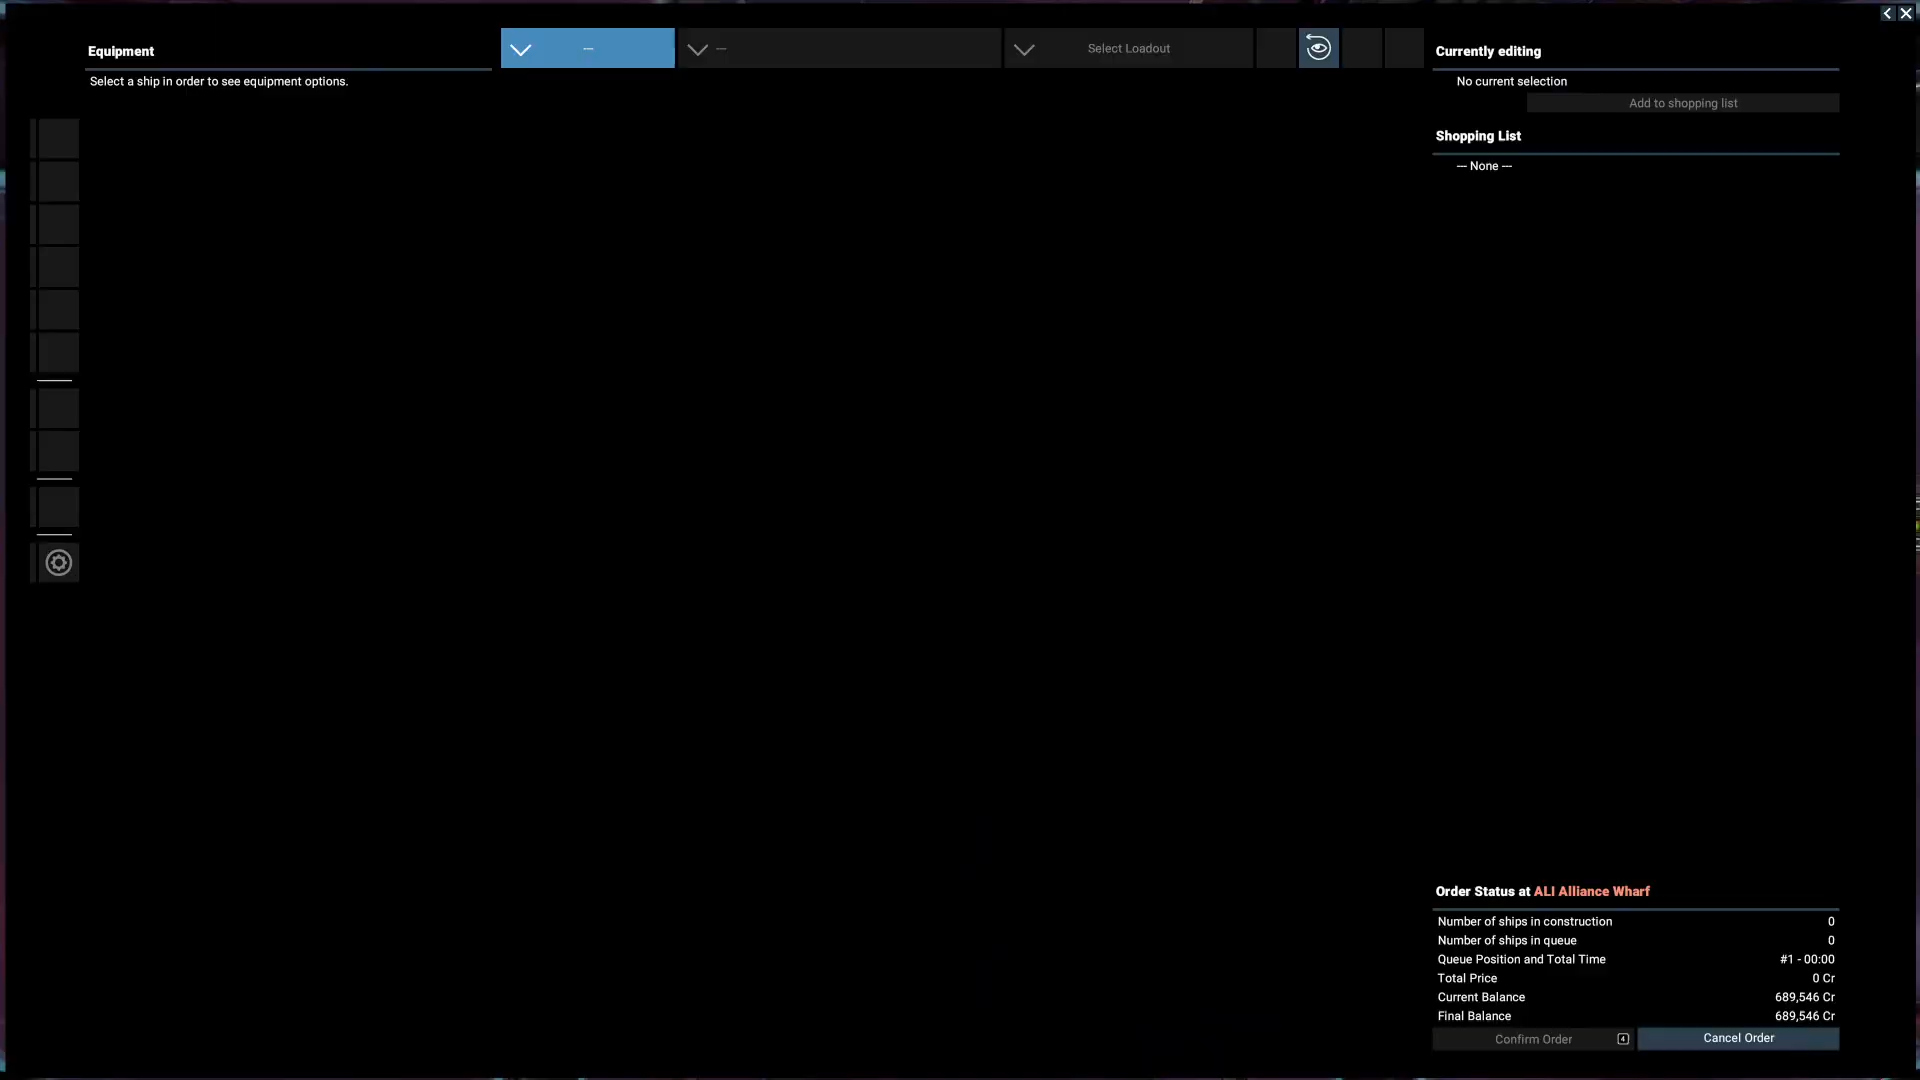 Equipment
Select a ship in order to see equipment options.
---
---
Select Loadout
Currently editing
No current selection
Add to shopping list
Shopping List
--- None ---
Order Status at ALI Alliance Wharf
Number of ships in construction 0
Number of ships in queue 0
Queue Position and Total Time #1 - 00:00
Total Price 0 Cr
Current Balance 689,546 Cr
Final Balance 689,546 Cr
Confirm Order 4
Cancel Order